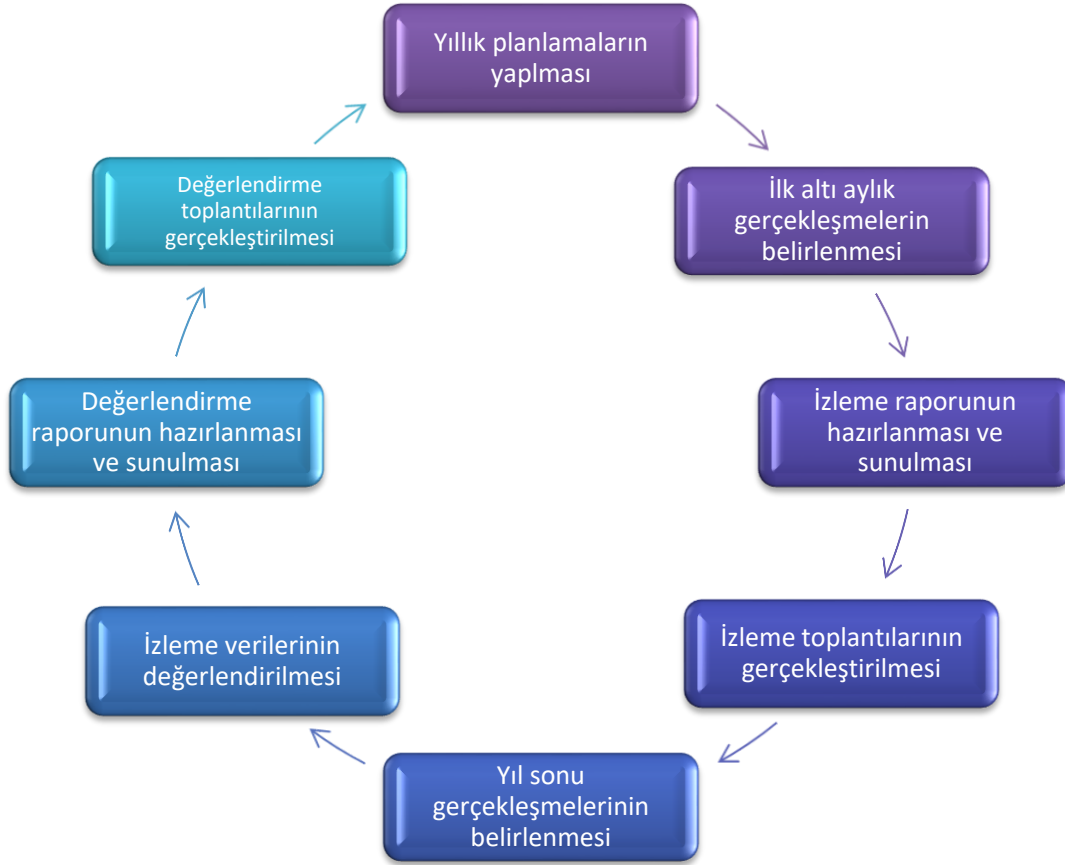 Yıllık planlamaların
yaplması
İlk altı aylık
gerçekleşmelerin
belirlenmesi
İzleme raporunun
hazırlanması ve
sunulması
İzleme toplantılarının
gerçekleştirilmesi
Yıl sonu
gerçekleşmelerinin
belirlenmesi
İzleme verilerinin
değerlendirilmesi
Değerlendirme
raporunun hazırlanması
ve sunulması
Değerlendirme
toplantılarının
gerçekleştirilmesi